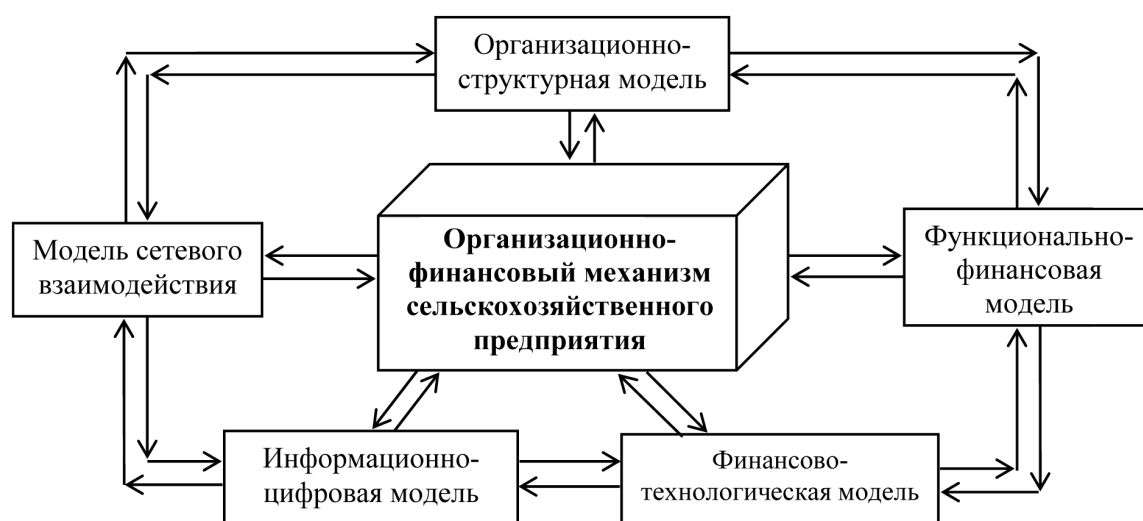 Организационно-
структурная модель
Модель сетевого
взаимодействия
Организационно-
финансовый механизм
сельскохозяйственного
предприятия
Функционально-
финансовая
модель
Информационно-
цифровая модель
Финансово-
технологическая модель